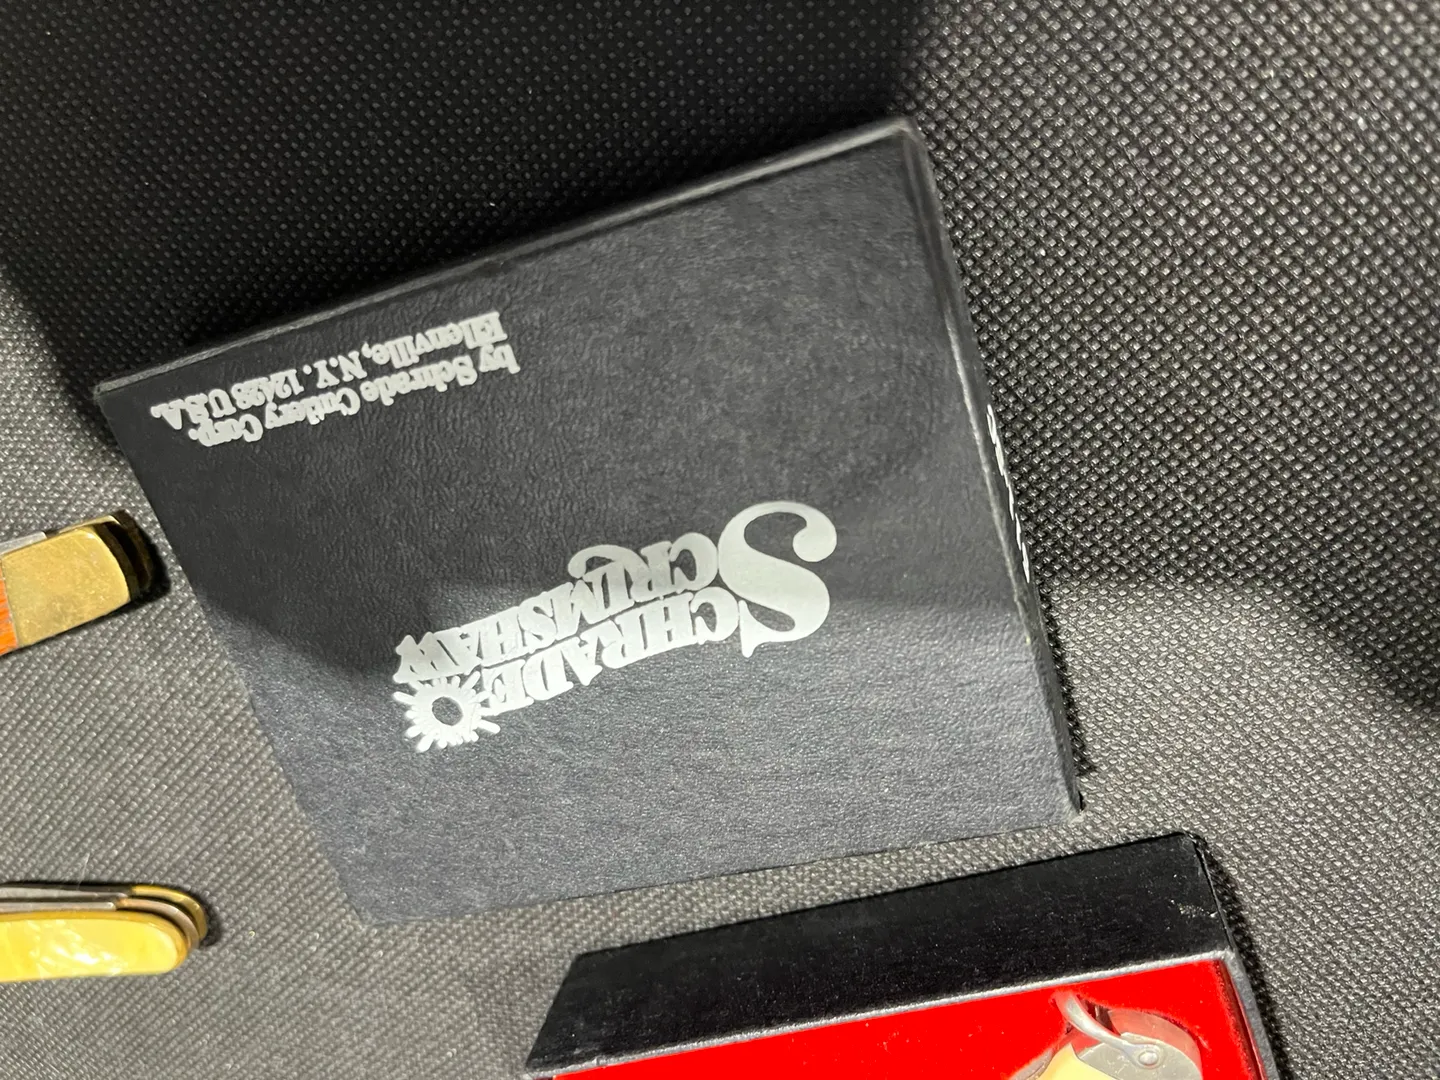 SCHRADE
SCRIMSHAW
by Schrade Cutlery Corp.
Ellenville, N.Y. 12428 U.S.A.